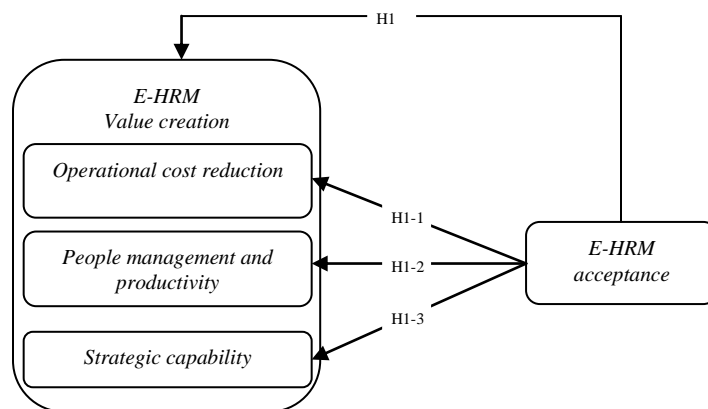 H1
E-HRM
Value creation
Operational cost reduction
H1-1
People management and
productivity
H1-2
E-HRM
acceptance
H1-3
Strategic capability